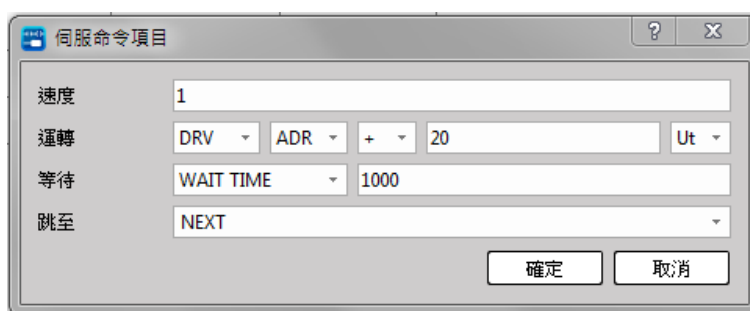 伺服命令項目
速度 1
運轉 DRV ADR + 20 Ut
等待 WAIT TIME 1000
跳至 NEXT
確定 取消